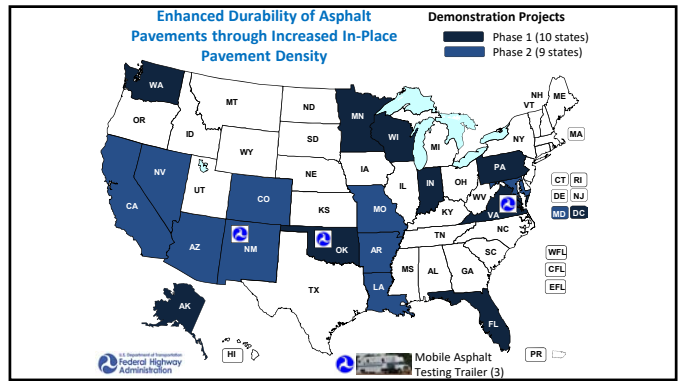 Enhanced Durability of Asphalt
Pavements through Increased In-Place
Pavement Density
Demonstration Projects
Phase 1 (10 states)
Phase 2 (9 states)
WA
MT
ND
MN
NH
VT
ME
OR
ID
WY
SD
WI
MI
NY
MA
NV
UT
NE
IA
IL
IN
OH
PA
CT
RI
CA
CO
KS
MO
KY
WV
VA
DE
NJ
MD
DC
AZ
NM
OK
AR
TN
NC
SC
TX
LA
MS
AL
GA
FL
WFL
CFL
EFL
AK
HI
PR
U.S. Department of Transportation
Federal Highway
Administration
Mobile Asphalt
Testing Trailer (3)